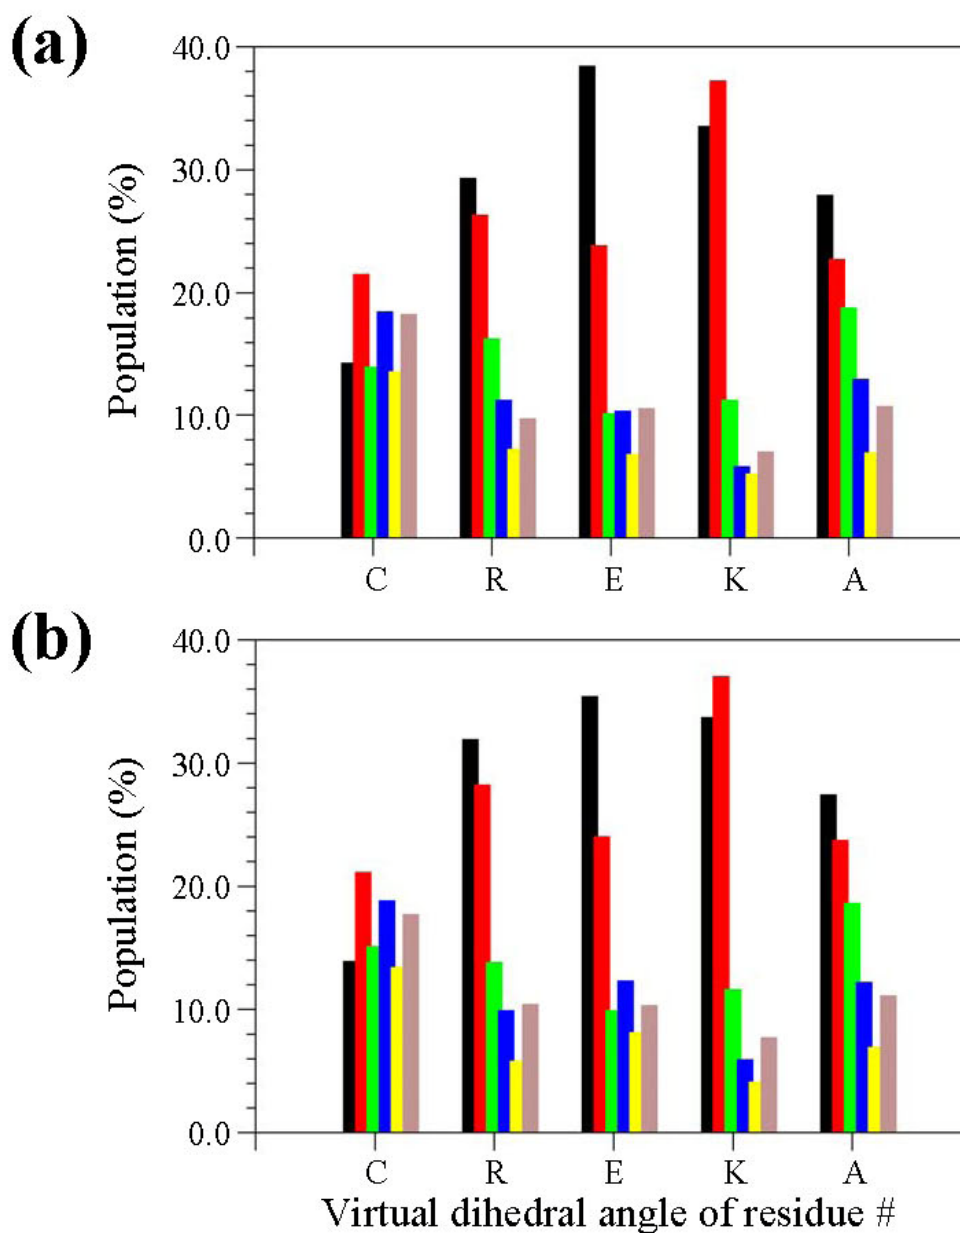 (a)
40.0
30.0
20.0
10.0
0.0
Population (%)
C R E K A
(b)
40.0
30.0
20.0
10.0
0.0
Population (%)
C R E K A
Virtual dihedral angle of residue #